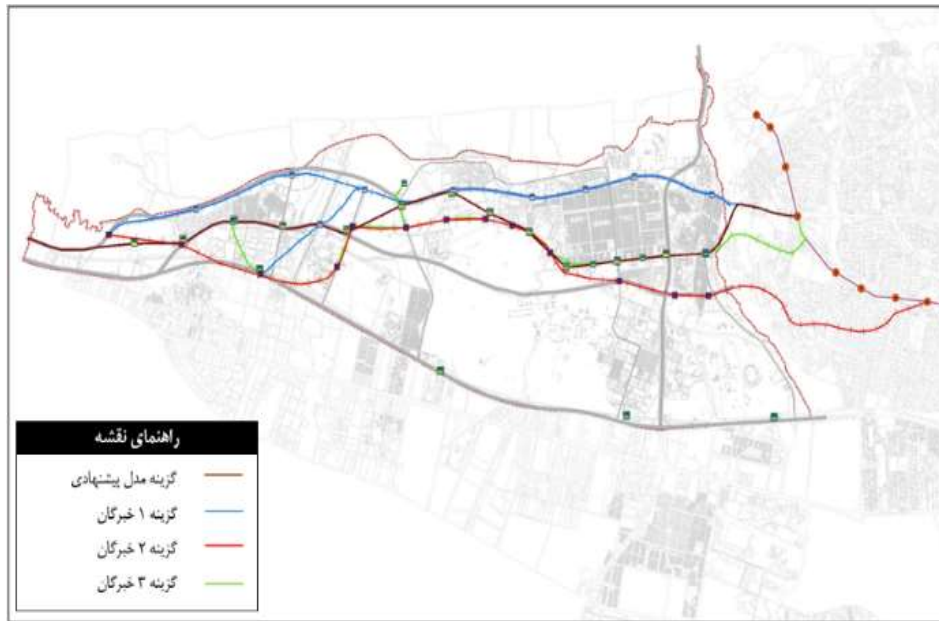 راهنمای نقشه
گزینه مدل پیشنهادی
گزینه ۱ خبرگان
گزینه ۲ خبرگان
گزینه ۳ خبرگان